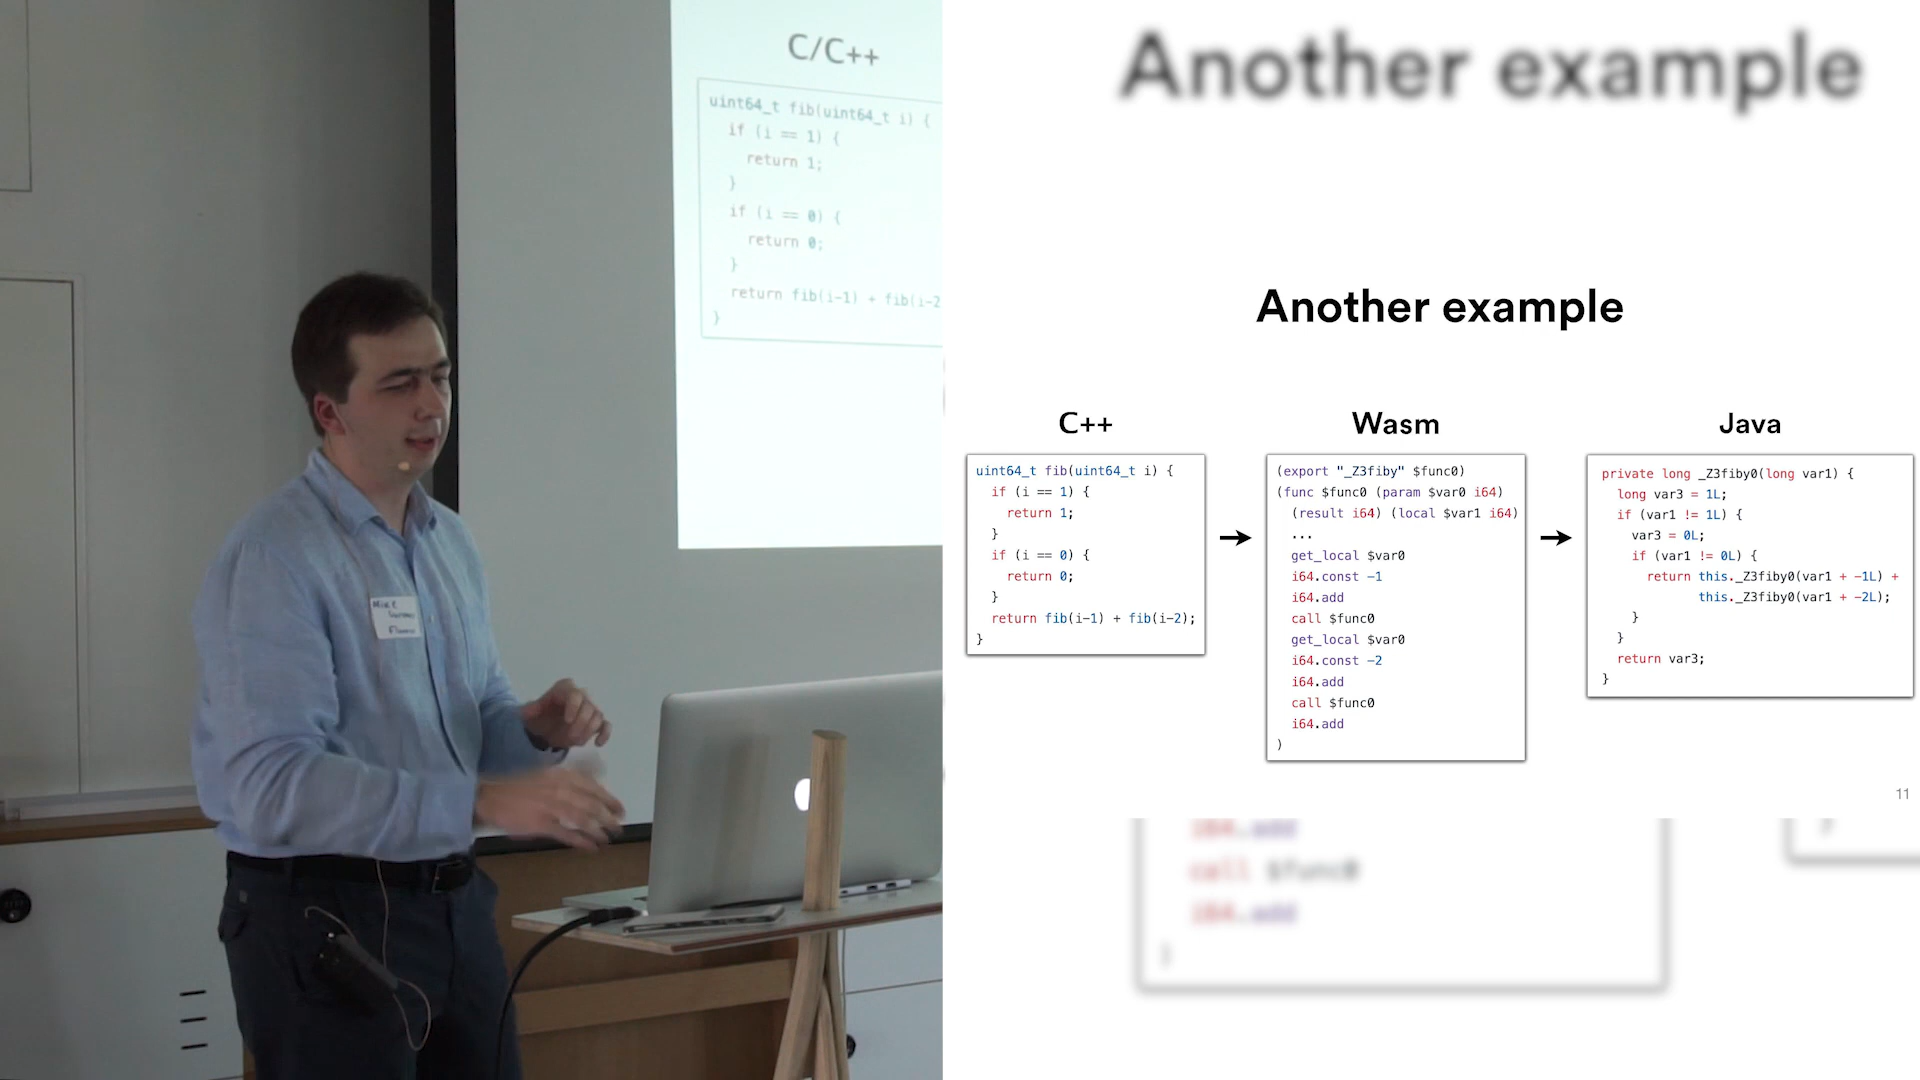 C/C++
uint64_t fib(uint64_t i) {
if (i == 1) {
return 1;
}
if (i == 0) {
return 0;
}
return fib(i-1) + fib(i-2
}
Another example
Another example
C++
uint64_t fib(uint64_t i) {
if (i == 1) {
return 1;
}
if (i == 0) {
return 0;
}
return fib(i-1) + fib(i-2);
}
Wasm
(export "_Z3fiby" $func0)
(func $func0 (param $var0 i64)
(result i64) (local $var1 i64)
...
get_local $var0
i64.const -1
i64.add
call $func0
get_local $var0
i64.const -2
i64.add
call $func0
i64.add
)
Java
private long _Z3fiby0(long var1) {
long var3 = 1L;
if (var1 != 1L) {
var3 = 0L;
if (var1 != 0L) {
return this._Z3fiby0(var1 + -1L) +
this._Z3fiby0(var1 + -2L);
}
}
return var3;
}
11
i64.add
call $func0
i64.add
)